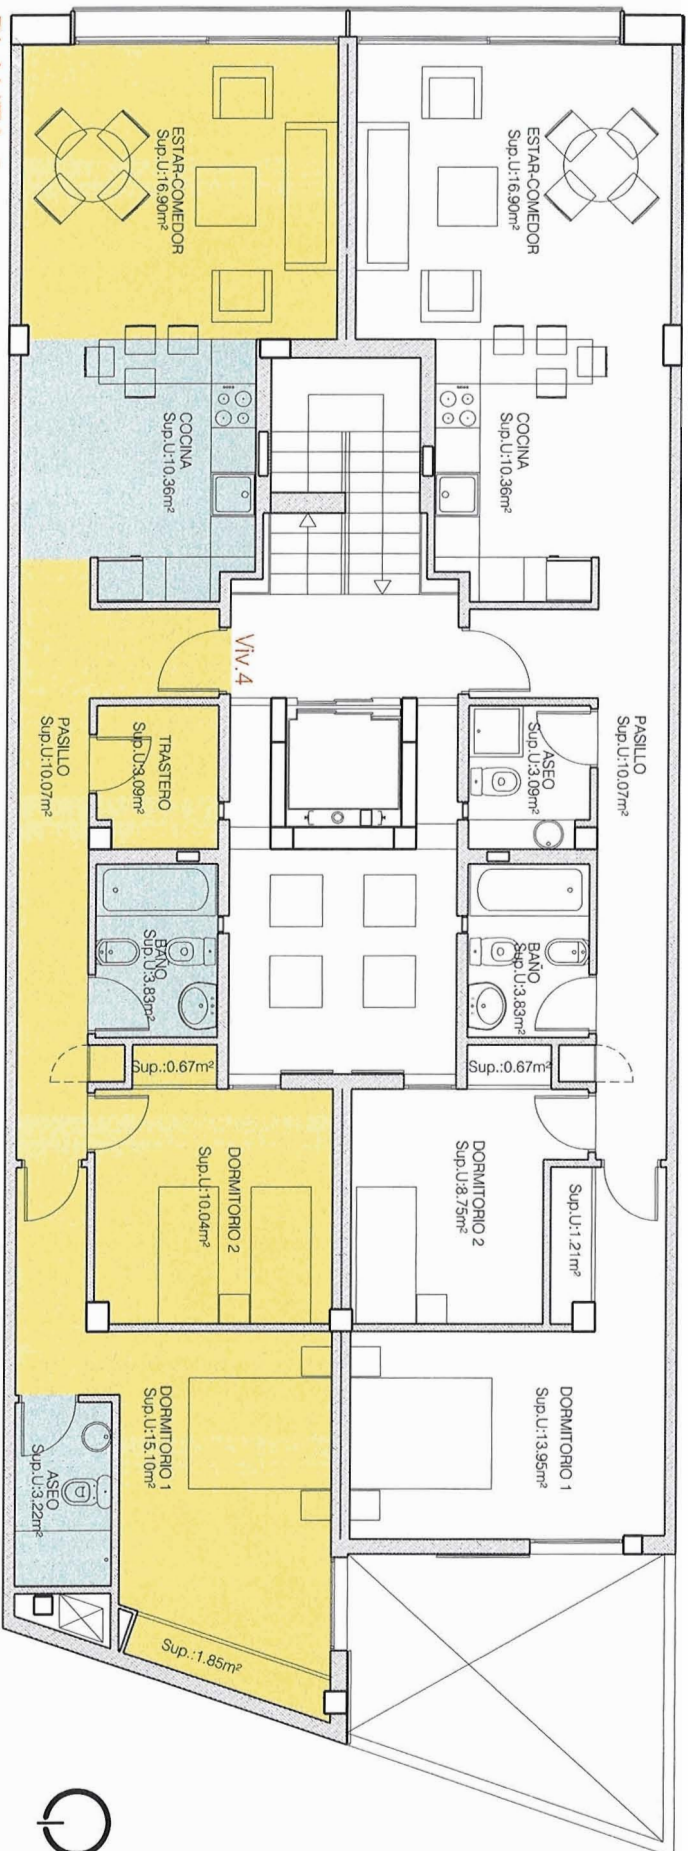 ESTAR-COMEDOR
Sup.U:16.90m²
ESTAR-COMEDOR
Sup.U:16.90m²
COCINA
Sup.U:10.36m²
COCINA
Sup.U:10.36m²
Viv.4
PASILLO
Sup.U:10.07m²
TRASTERO
Sup.U:3.09m²
ASEO
Sup.U:3.09m²
PASILLO
Sup.U:10.07m²
BAÑO
Sup.U:3.83m²
BAÑO
Sup.U:3.83m²
Sup.:0.67m²
Sup.:0.67m²
DORMITORIO 2
Sup.U:10.04m²
DORMITORIO 2
Sup.U:8.75m²
Sup.U:1.21m²
DORMITORIO 1
Sup.U:15.10m²
DORMITORIO 1
Sup.U:13.95m²
ASEO
Sup.U:3.22m²
Sup.:1.85m²